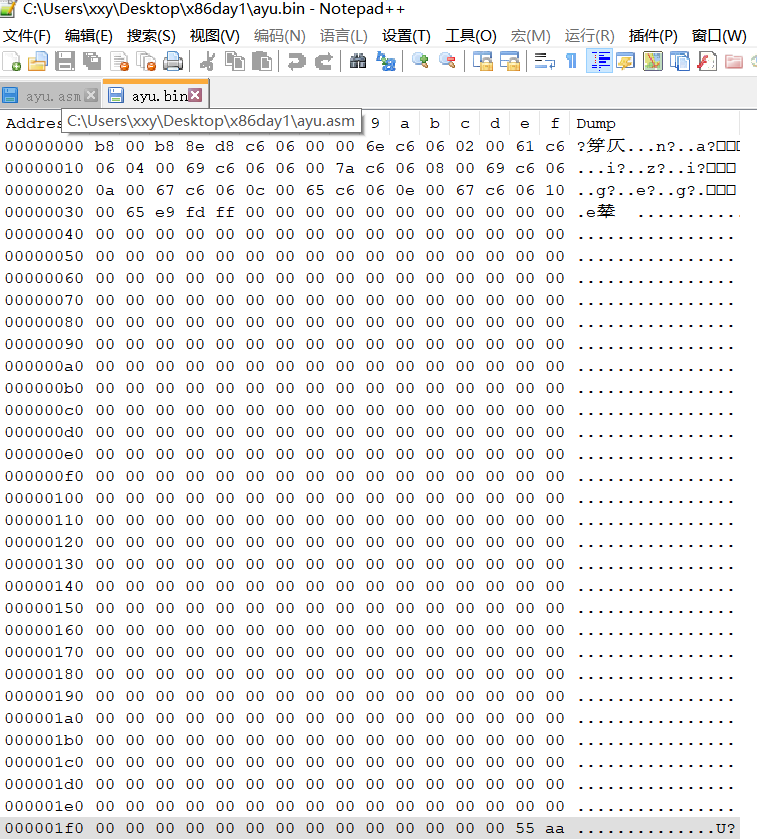 C:\Users\xxy\Desktop\x86day1\ayu.bin - Notepad++
文件(F) 编辑(E) 搜索(S) 视图(V) 编码(N) 语言(L) 设置(T) 工具(O) 宏(M) 运行(R) 插件(P) 窗口(W)
ayu.asm ayu.bin
C:\Users\xxy\Desktop\x86day1\ayu.asm
9 a b c d e f Dump
00000000 b8 00 b8 8e d8 c6 06 00 00 6e c6 06 02 00 61 c6 ?笌仄...n?..a?□□□
00000010 06 04 00 69 c6 06 06 00 7a c6 06 08 00 69 c6 06 ...i?..z?..i?□□□□
00000020 0a 00 67 c6 06 0c 00 65 c6 06 0e 00 67 c6 06 10 ..g?..e?..g?.□□□□
00000030 00 65 e9 fd ff 00 00 00 00 00 00 00 00 00 00 00 .e辇 ...........
00000040 00 00 00 00 00 00 00 00 00 00 00 00 00 00 00 00 ................
00000050 00 00 00 00 00 00 00 00 00 00 00 00 00 00 00 00 ................
00000060 00 00 00 00 00 00 00 00 00 00 00 00 00 00 00 00 ................
00000070 00 00 00 00 00 00 00 00 00 00 00 00 00 00 00 00 ................
00000080 00 00 00 00 00 00 00 00 00 00 00 00 00 00 00 00 ................
00000090 00 00 00 00 00 00 00 00 00 00 00 00 00 00 00 00 ................
000000a0 00 00 00 00 00 00 00 00 00 00 00 00 00 00 00 00 ................
000000b0 00 00 00 00 00 00 00 00 00 00 00 00 00 00 00 00 ................
000000c0 00 00 00 00 00 00 00 00 00 00 00 00 00 00 00 00 ................
000000d0 00 00 00 00 00 00 00 00 00 00 00 00 00 00 00 00 ................
000000e0 00 00 00 00 00 00 00 00 00 00 00 00 00 00 00 00 ................
000000f0 00 00 00 00 00 00 00 00 00 00 00 00 00 00 00 00 ................
00000100 00 00 00 00 00 00 00 00 00 00 00 00 00 00 00 00 ................
00000110 00 00 00 00 00 00 00 00 00 00 00 00 00 00 00 00 ................
00000120 00 00 00 00 00 00 00 00 00 00 00 00 00 00 00 00 ................
00000130 00 00 00 00 00 00 00 00 00 00 00 00 00 00 00 00 ................
00000140 00 00 00 00 00 00 00 00 00 00 00 00 00 00 00 00 ................
00000150 00 00 00 00 00 00 00 00 00 00 00 00 00 00 00 00 ................
00000160 00 00 00 00 00 00 00 00 00 00 00 00 00 00 00 00 ................
00000170 00 00 00 00 00 00 00 00 00 00 00 00 00 00 00 00 ................
00000180 00 00 00 00 00 00 00 00 00 00 00 00 00 00 00 00 ................
00000190 00 00 00 00 00 00 00 00 00 00 00 00 00 00 00 00 ................
000001a0 00 00 00 00 00 00 00 00 00 00 00 00 00 00 00 00 ................
000001b0 00 00 00 00 00 00 00 00 00 00 00 00 00 00 00 00 ................
000001c0 00 00 00 00 00 00 00 00 00 00 00 00 00 00 00 00 ................
000001d0 00 00 00 00 00 00 00 00 00 00 00 00 00 00 00 00 ................
000001e0 00 00 00 00 00 00 00 00 00 00 00 00 00 00 00 00 ................
000001f0 00 00 00 00 00 00 00 00 00 00 00 00 00 00 55 aa ..............U?